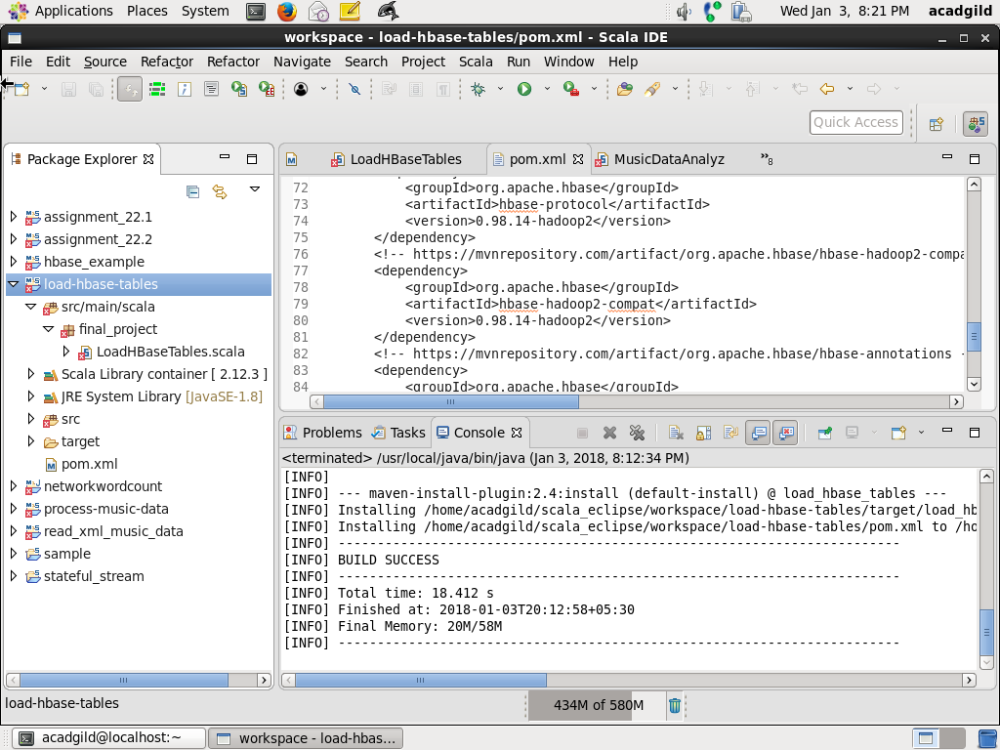 Applications Places System Wed Jan 3, 8:21 PM acadgild
workspace - load-hbase-tables/pom.xml - Scala IDE
File Edit Source Refactor Refactor Navigate Search Project Scala Run Window Help
Quick Access
Package Explorer
assignment_22.1
assignment_22.2
hbase_example
load-hbase-tables
src/main/scala
final_project
LoadHBaseTables.scala
Scala Library container [ 2.12.3 ]
JRE System Library [JavaSE-1.8]
src
target
pom.xml
networkwordcount
process-music-data
read_xml_music_data
sample
stateful_stream
LoadHBaseTables pom.xml MusicDataAnalyz »8
72 <groupId>org.apache.hbase</groupId>
73 <artifactId>hbase-protocol</artifactId>
74 <version>0.98.14-hadoop2</version>
75 </dependency>
76 <!-- https://mvnrepository.com/artifact/org.apache.hbase/hbase-hadoop2-compa
77 <dependency>
78 <groupId>org.apache.hbase</groupId>
79 <artifactId>hbase-hadoop2-compat</artifactId>
80 <version>0.98.14-hadoop2</version>
81 </dependency>
82 <!-- https://mvnrepository.com/artifact/org.apache.hbase/hbase-annotations -
83 <dependency>
84 <groupId>org.apache.hbase</groupId>
Problems Tasks Console
<terminated> /usr/local/java/bin/java (Jan 3, 2018, 8:12:34 PM)
[INFO]
[INFO] --- maven-install-plugin:2.4:install (default-install) @ load_hbase_tables ---
[INFO] Installing /home/acadgild/scala_eclipse/workspace/load-hbase-tables/target/load_hb
[INFO] Installing /home/acadgild/scala_eclipse/workspace/load-hbase-tables/pom.xml to /ho
[INFO] ------------------------------------------------------------------------
[INFO] BUILD SUCCESS
[INFO] ------------------------------------------------------------------------
[INFO] Total time: 18.412 s
[INFO] Finished at: 2018-01-03T20:12:58+05:30
[INFO] Final Memory: 20M/58M
[INFO] ------------------------------------------------------------------------
load-hbase-tables
434M of 580M
acadgild@localhost:~ workspace - load-hbas...